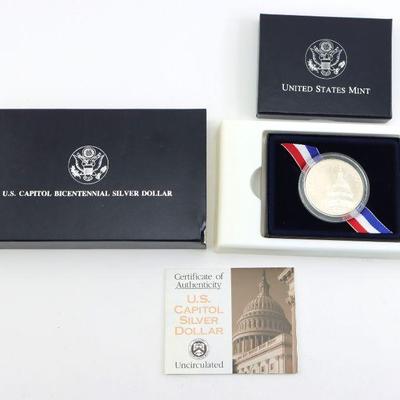 UNITED STATES MINT
U.S. CAPITOL BICENTENNIAL SILVER DOLLAR
Certificate of
Authenticity
U.S.
CAPITOL
SILVER
DOLLAR
Uncirculated